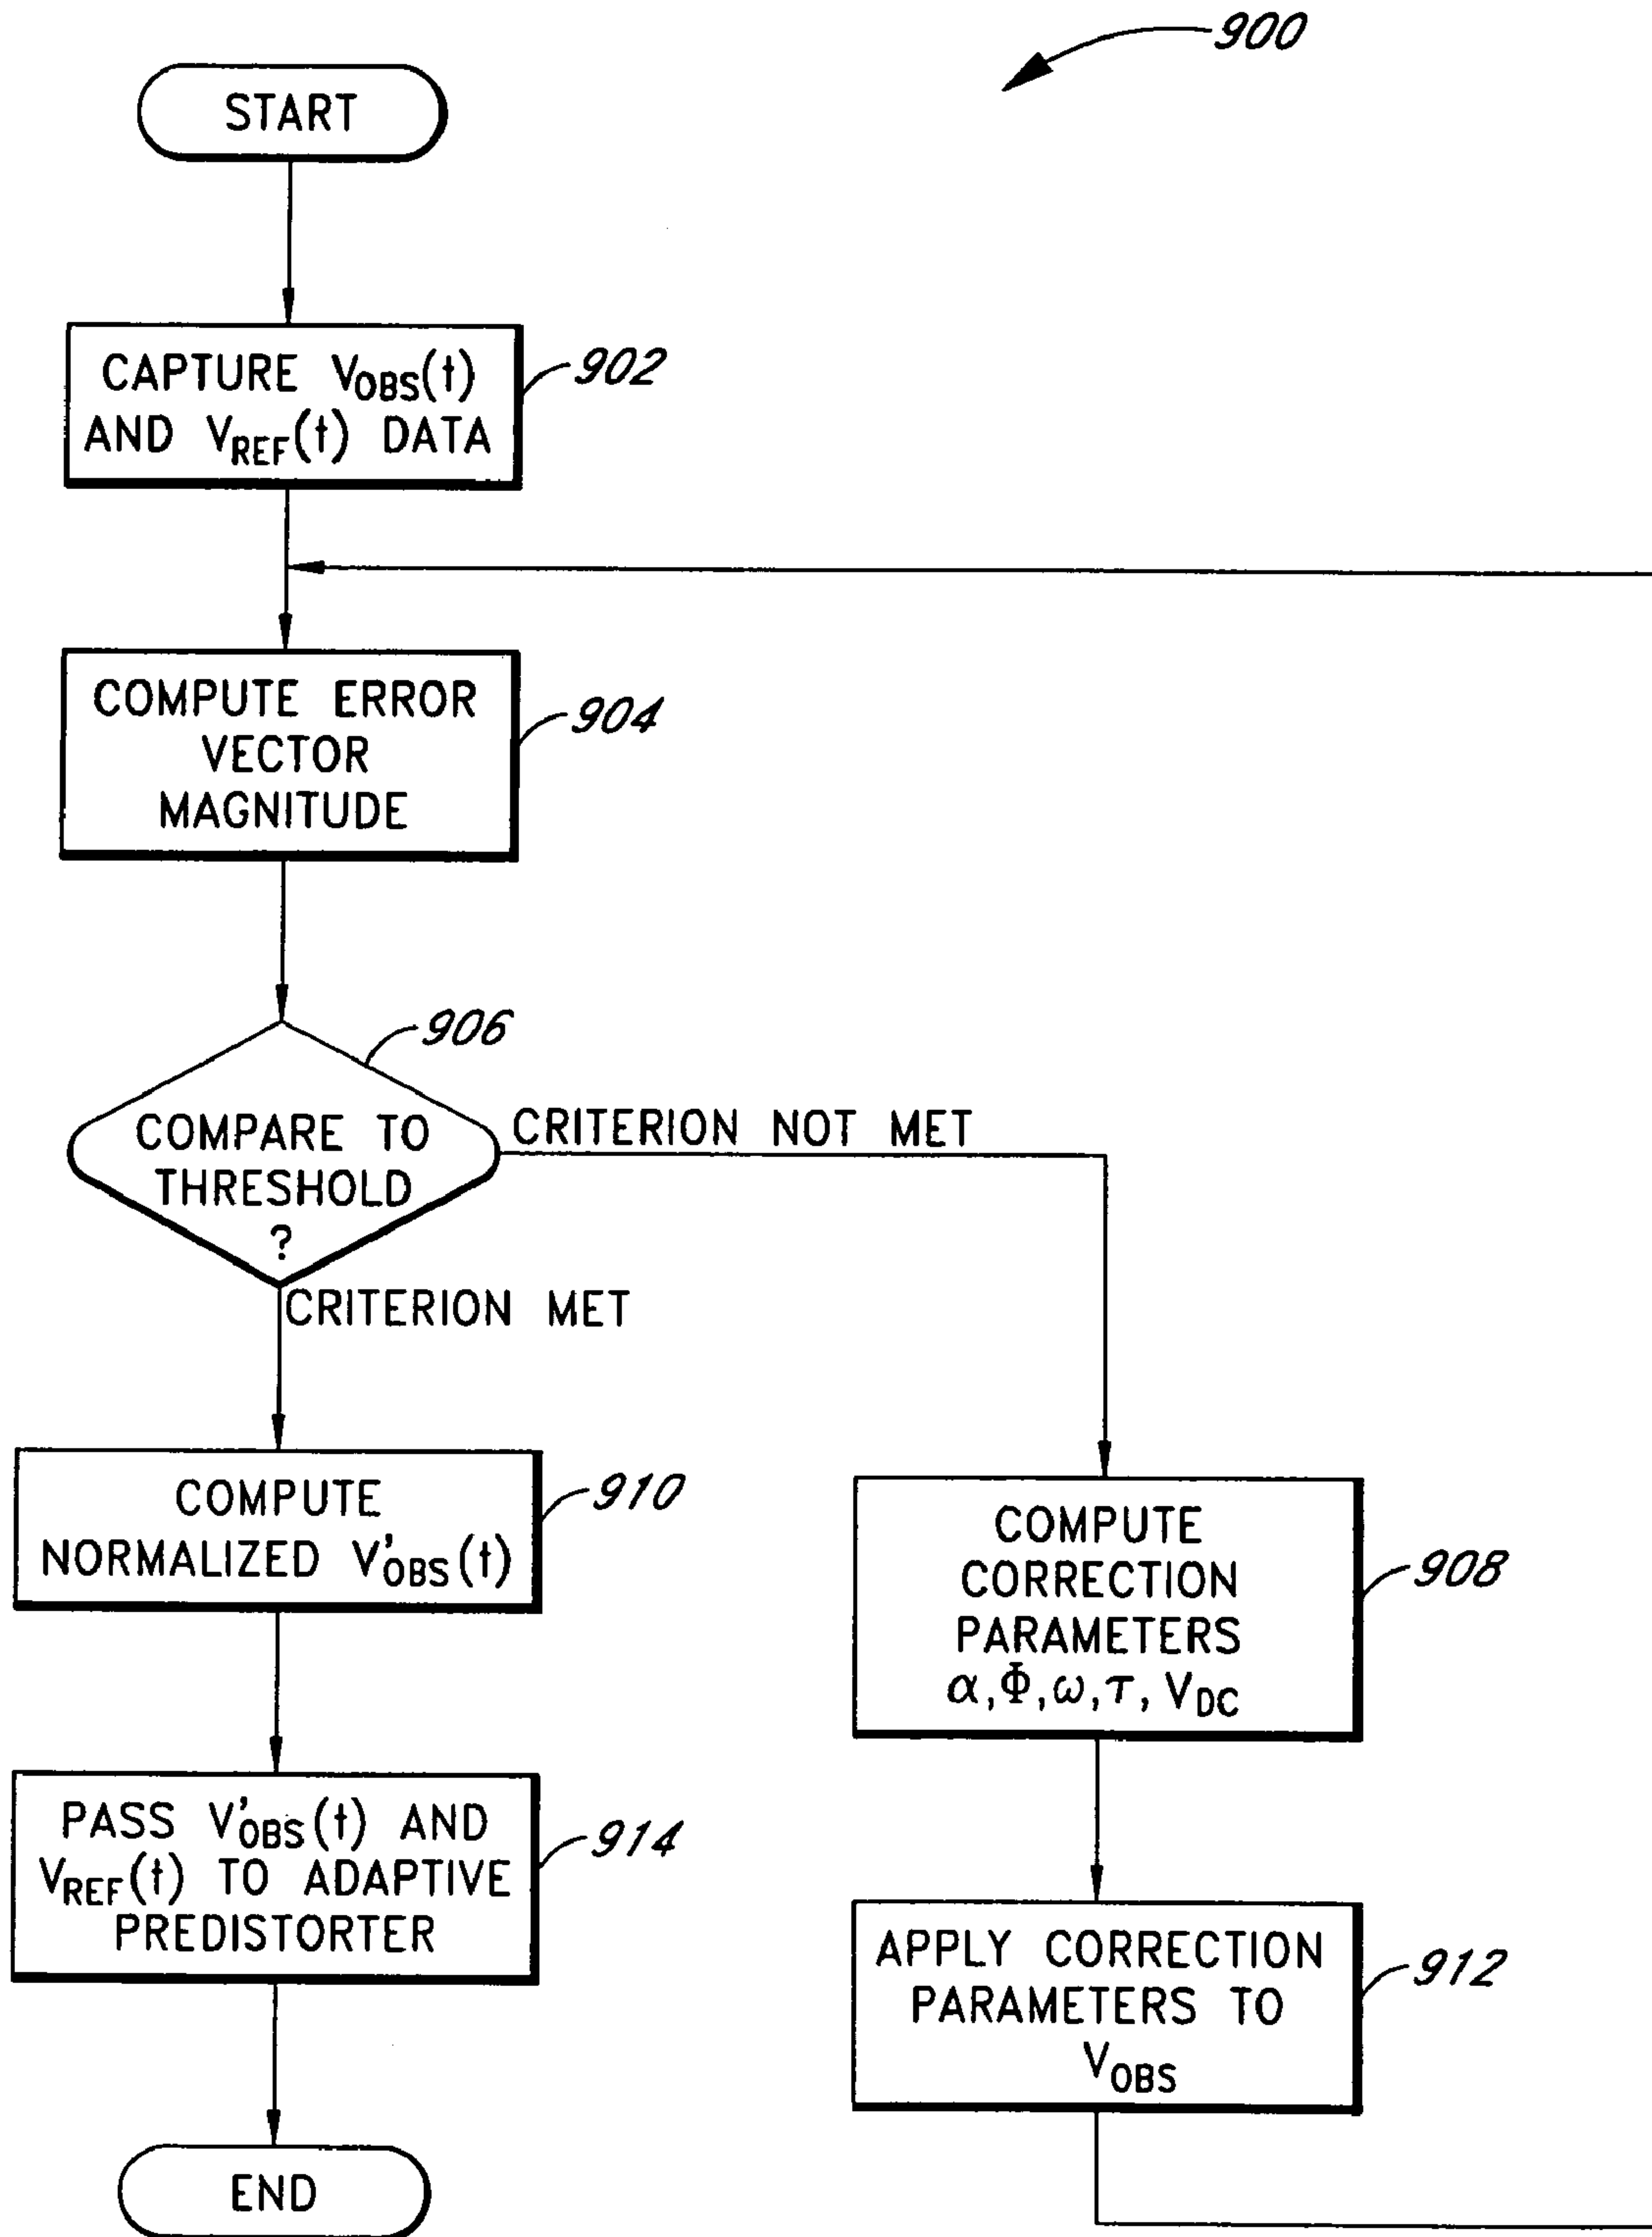 900
START
CAPTURE V_OBS(t)
AND V_REF(t) DATA
902
COMPUTE ERROR
VECTOR
MAGNITUDE
904
906
COMPARE TO
THRESHOLD
?
CRITERION NOT MET
CRITERION MET
COMPUTE
NORMALIZED V'_OBS(t)
910
COMPUTE
CORRECTION
PARAMETERS
α,Φ,ω,τ, V_DC
908
PASS V'_OBS(t) AND
V_REF(t) TO ADAPTIVE
PREDISTORTER
914
APPLY CORRECTION
PARAMETERS TO
V_OBS
912
END